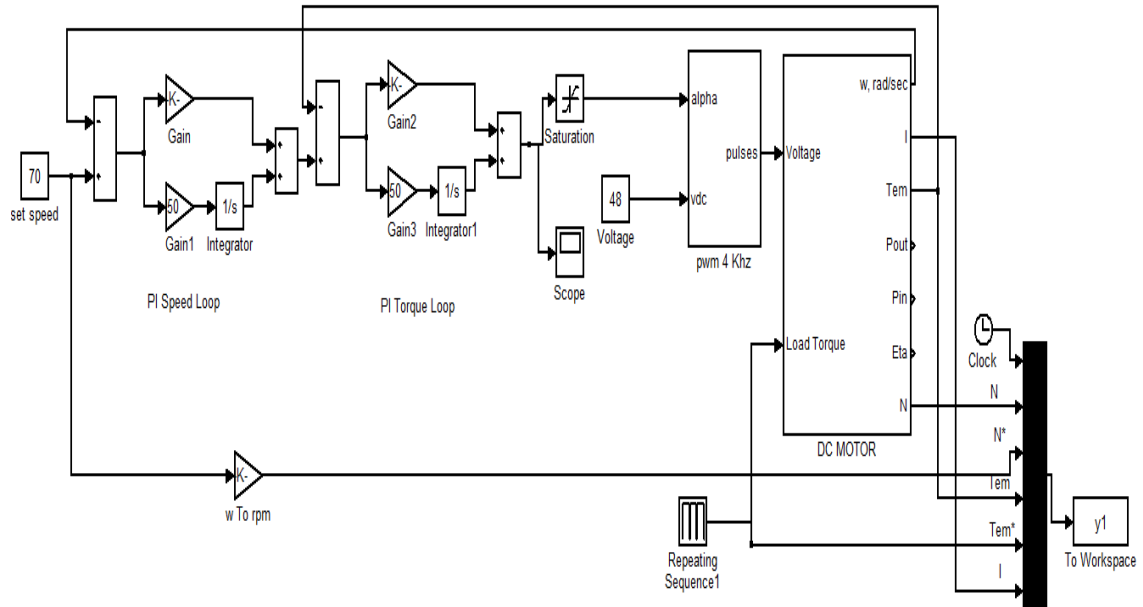 w, rad/sec
-K-
Gain
-K-
Gain2
Saturation
alpha
pulses
vdc
pwm 4 Khz
Voltage
I
Tem
Pout
Pin
Eta
N
Load Torque
DC MOTOR
70
set speed
50
Gain1
1/s
Integrator
50
Gain3
1/s
Integrator1
48
Voltage
Scope
PI Speed Loop
PI Torque Loop
Clock
N
N*
Tem
Tem*
I
K-
w To rpm
Repeating
Sequence1
y1
To Workspace